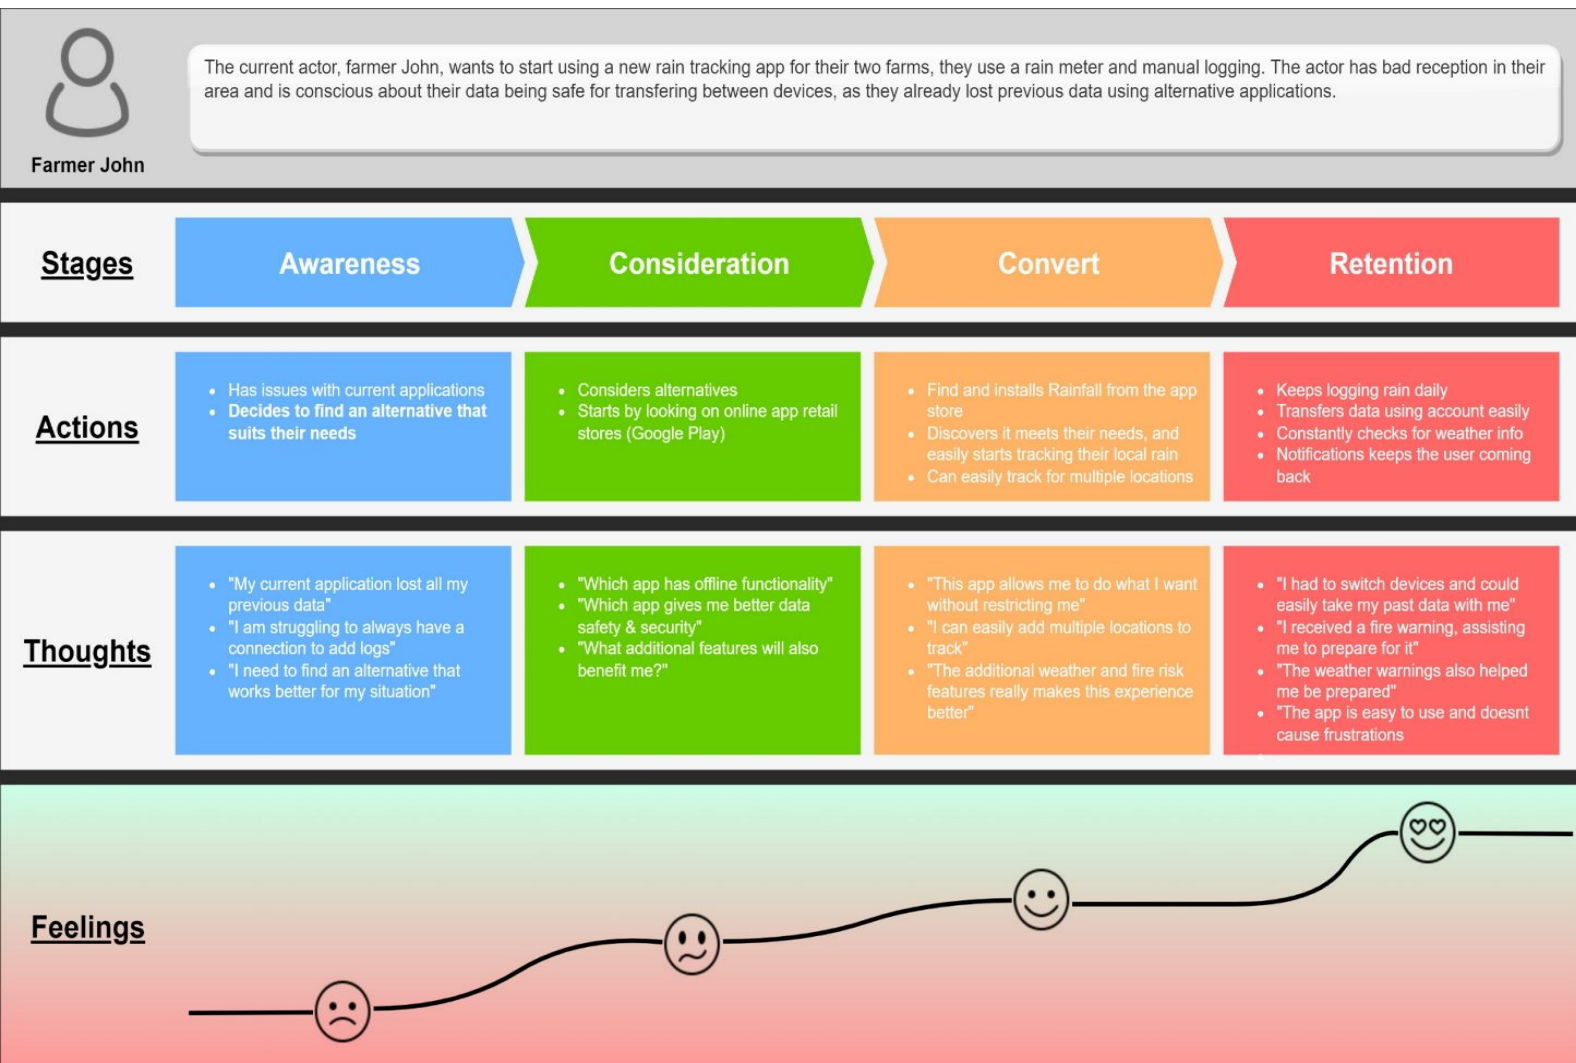 The current actor, farmer John, wants to start using a new rain tracking app for their two farms, they use a rain meter and manual logging. The actor has bad reception in their
area and is conscious about their data being safe for transfering between devices, as they already lost previous data using alternative applications.
Farmer John
Stages
Awareness
Consideration
Convert
Retention
Actions
• Has issues with current applications
• Decides to find an alternative that
suits their needs
• Considers alternatives
• Starts by looking on online app retail
stores (Google Play)
• Find and installs Rainfall from the app
store
• Discovers it meets their needs, and
easily starts tracking their local rain
• Can easily track for multiple locations
• Keeps logging rain daily
• Transfers data using account easily
• Constantly checks for weather info
• Notifications keeps the user coming
back
Thoughts
• "My current application lost all my
previous data"
• "I am struggling to always have a
connection to add logs"
• "I need to find an alternative that
works better for my situation"
• "Which app has offline functionality"
• "Which app gives me better data
safety & security"
• "What additional features will also
benefit me?"
• "This app allows me to do what I want
without restricting me"
• "I can easily add multiple locations to
track"
• "The additional weather and fire risk
features really makes this experience
better"
• "I had to switch devices and could
easily take my past data with me"
• "I received a fire warning, assisting
me to prepare for it"
• "The weather warnings also helped
me be prepared"
• "The app is easy to use and doesnt
cause frustrations
Feelings